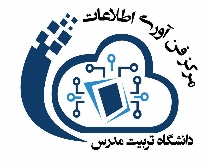 مرکز فن آوری اطلاعات
دانشگاه تربیت مدرس